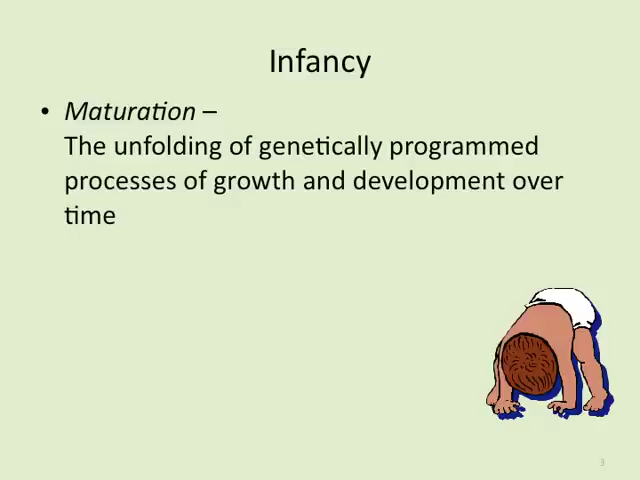 Infancy
• Maturation –
The unfolding of genetically programmed
processes of growth and development over
time
3